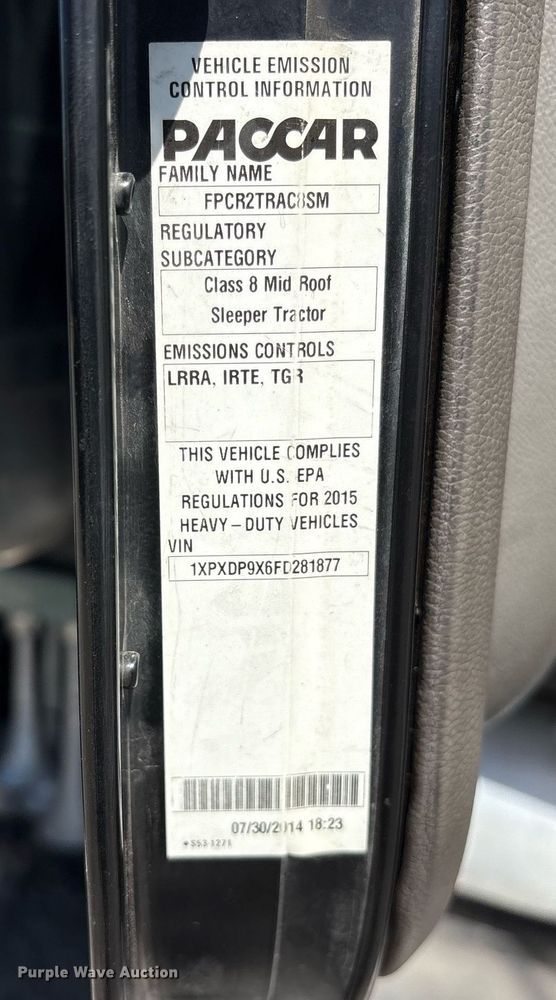 VEHICLE EMISSION
CONTROL INFORMATION
PACCAR
FAMILY NAME
FPCR2TRAC8SM
REGULATORY
SUBCATEGORY
Class 8 Mid Roof
Sleeper Tractor
EMISSIONS CONTROLS
LRRA, IRTE, TGR
THIS VEHICLE COMPLIES
WITH U.S. EPA
REGULATIONS FOR 2015
HEAVY-DUTY VEHICLES
VIN
1XPXDP9X6FD281877
07/30/2014 18:23
Purple Wave Auction